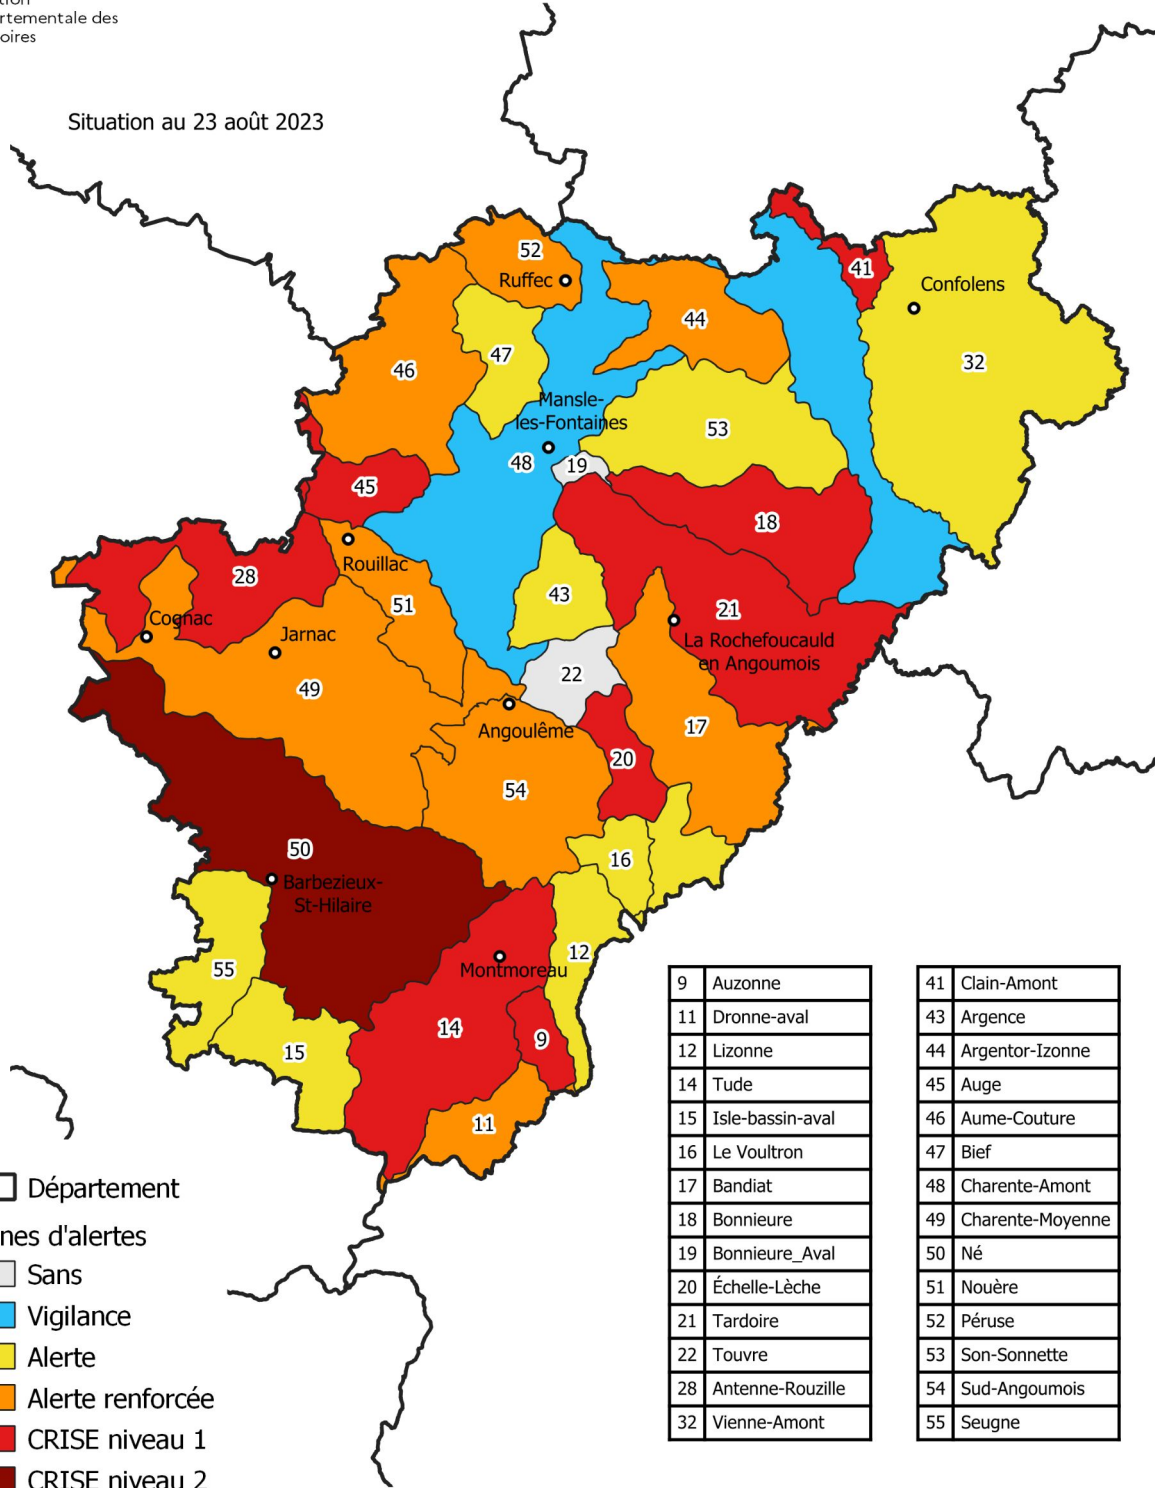 rtementale des
oires
Situation au 23 août 2023
52
Ruffec
41
Confolens
44
47
46
32
Mansle-
les-Fontaines
53
48
19
45
18
Rouillac
28
43
51
21
Cognac
Jarnac
La Rochefoucauld
en Angoumois
22
49
Angoulême
17
20
54
50
16
Barbezieux-
St-Hilaire
12
55
Montmoreau
14
9
15
11
9 Auzonne
11 Dronne-aval
12 Lizonne
14 Tude
15 Isle-bassin-aval
16 Le Voultron
17 Bandiat
18 Bonnieure
19 Bonnieure_Aval
20 Échelle-Lèche
21 Tardoire
22 Touvre
28 Antenne-Rouzille
32 Vienne-Amont
41 Clain-Amont
43 Argence
44 Argentor-Izonne
45 Auge
46 Aume-Couture
47 Bief
48 Charente-Amont
49 Charente-Moyenne
50 Né
51 Nouère
52 Péruse
53 Son-Sonnette
54 Sud-Angoumois
55 Seugne
Département
nes d'alertes
Sans
Vigilance
Alerte
Alerte renforcée
CRISE niveau 1
CRISE niveau 2